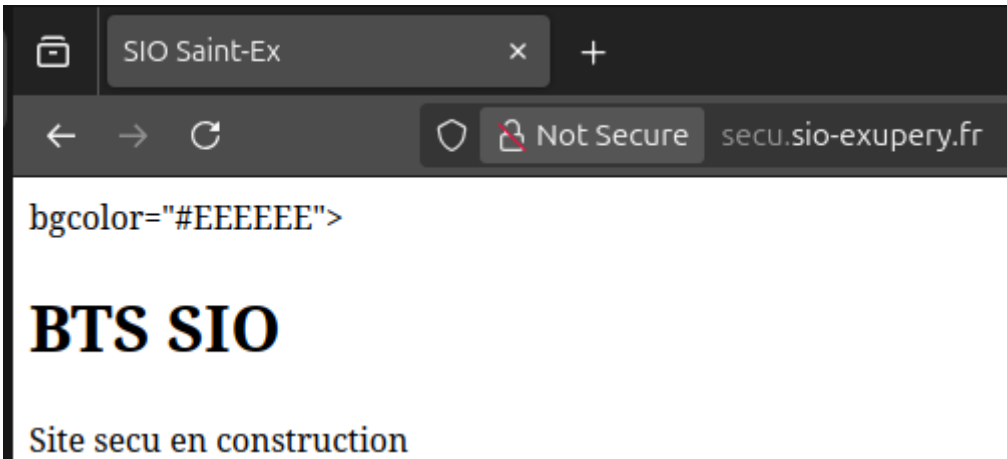 SIO Saint-Ex
Not Secure secu.sio-exupery.fr
bgcolor="#EEEEEE">
BTS SIO
Site secu en construction